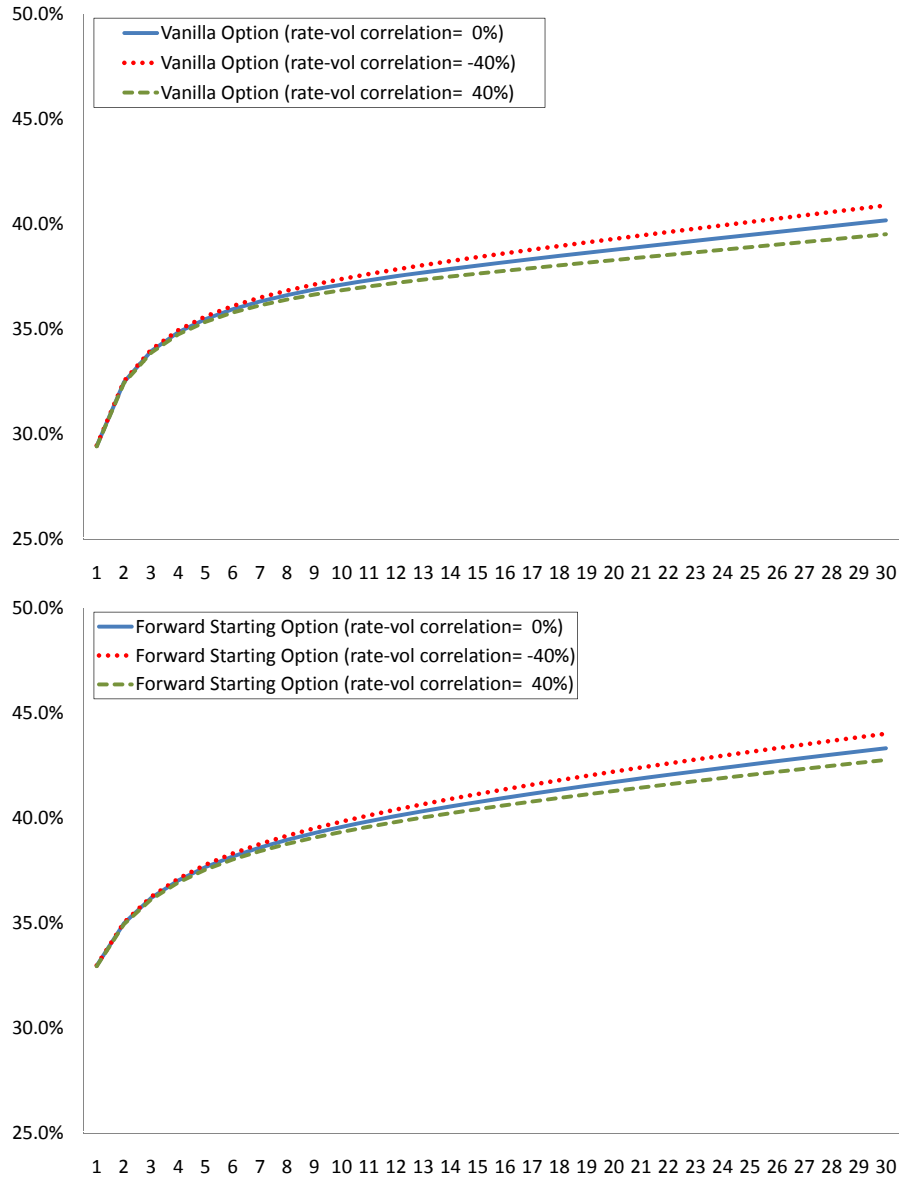 50.0%
Vanilla Option (rate-vol correlation= 0%)
Vanilla Option (rate-vol correlation= -40%)
Vanilla Option (rate-vol correlation= 40%)
45.0%
40.0%
35.0%
30.0%
25.0%
1 2 3 4 5 6 7 8 9 10 11 12 13 14 15 16 17 18 19 20 21 22 23 24 25 26 27 28 29 30
50.0%
Forward Starting Option (rate-vol correlation= 0%)
Forward Starting Option (rate-vol correlation= -40%)
Forward Starting Option (rate-vol correlation= 40%)
45.0%
40.0%
35.0%
30.0%
25.0%
1 2 3 4 5 6 7 8 9 10 11 12 13 14 15 16 17 18 19 20 21 22 23 24 25 26 27 28 29 30